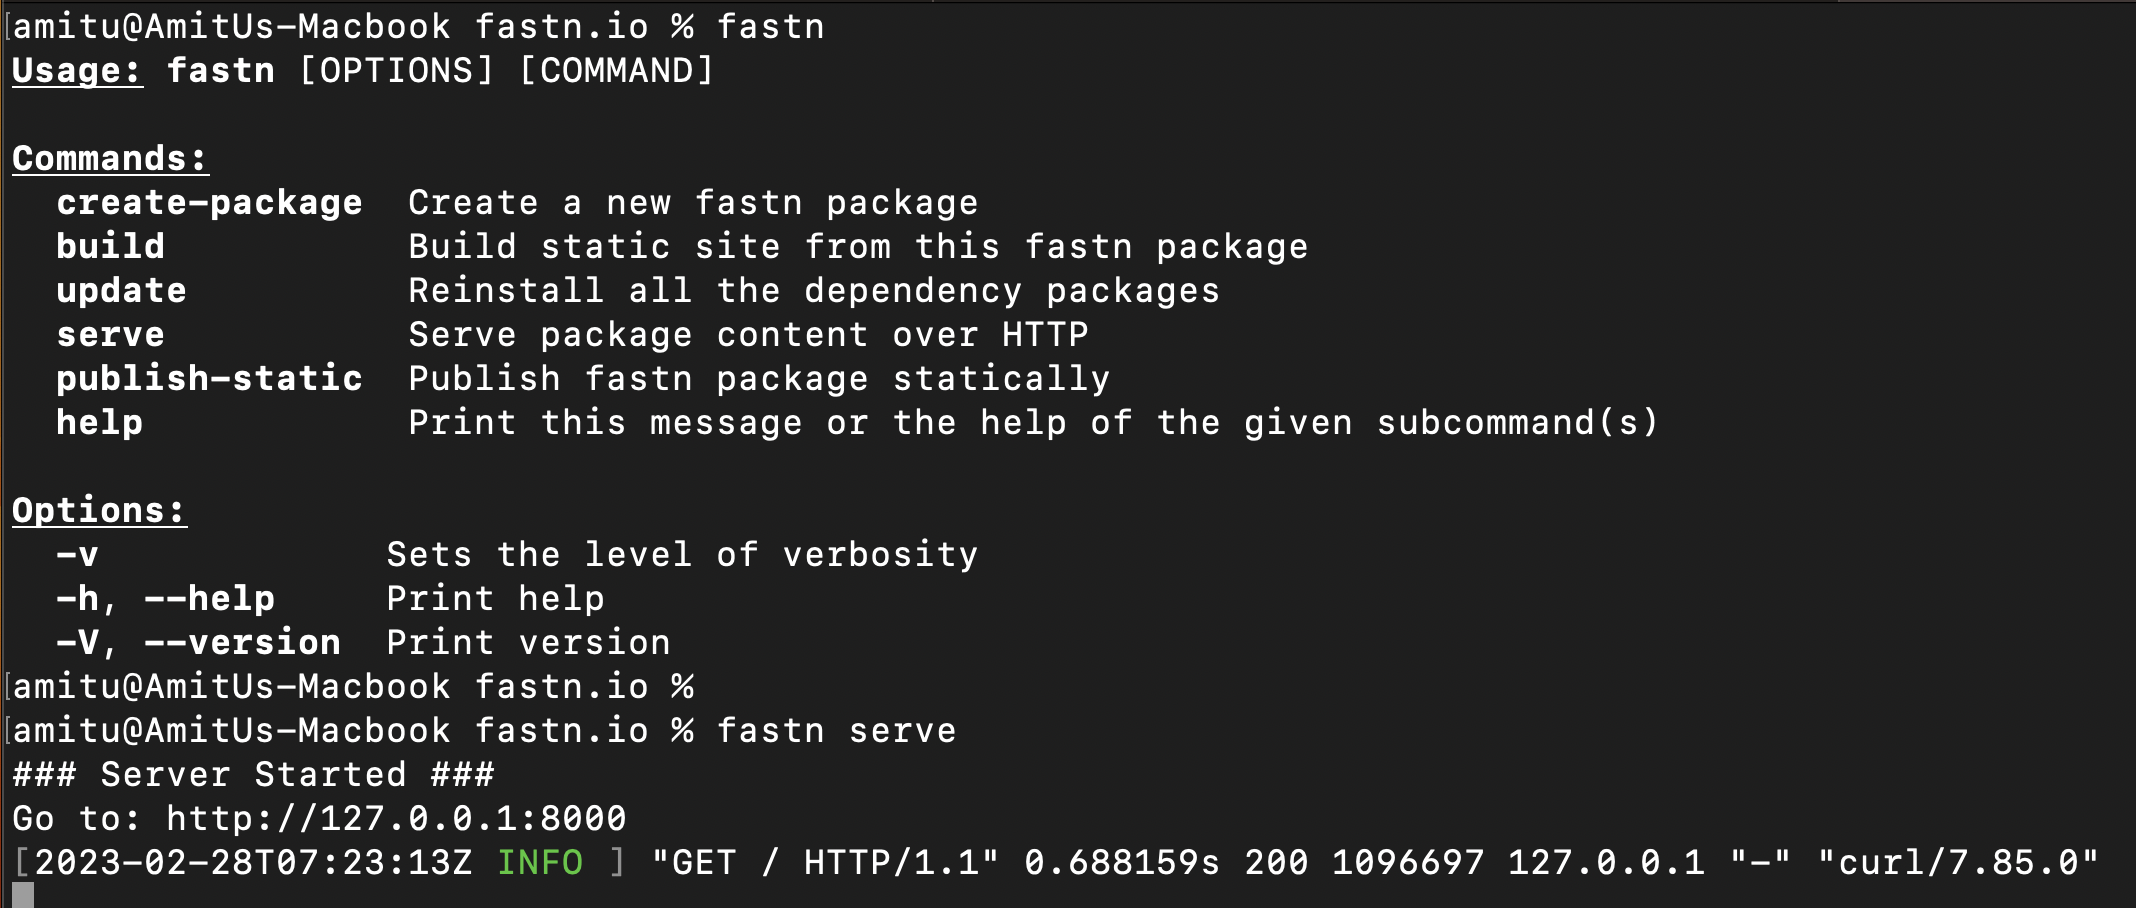 amitu@AmitUs-Macbook fastn.io % fastn
Usage: fastn [OPTIONS] [COMMAND]
Commands:
create-package  Create a new fastn package
build           Build static site from this fastn package
update          Reinstall all the dependency packages
serve           Serve package content over HTTP
publish-static  Publish fastn package statically
help            Print this message or the help of the given subcommand(s)
Options:
-v             Sets the level of verbosity
-h, --help     Print help
-V, --version  Print version
amitu@AmitUs-Macbook fastn.io %
amitu@AmitUs-Macbook fastn.io % fastn serve
### Server Started ###
Go to: http://127.0.0.1:8000
[2023-02-28T07:23:13Z INFO ] "GET / HTTP/1.1" 0.688159s 200 1096697 127.0.0.1 "-" "curl/7.85.0"